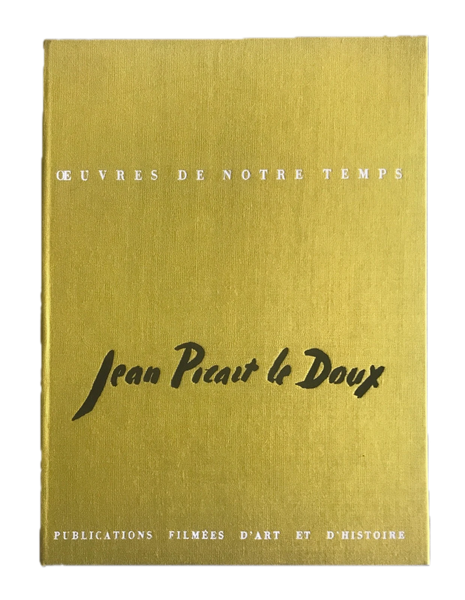 ŒUVRES DE NOTRE TEMPS
Jean Picart le Doux
PUBLICATIONS FILMÉES D'ART ET D'HISTOIRE